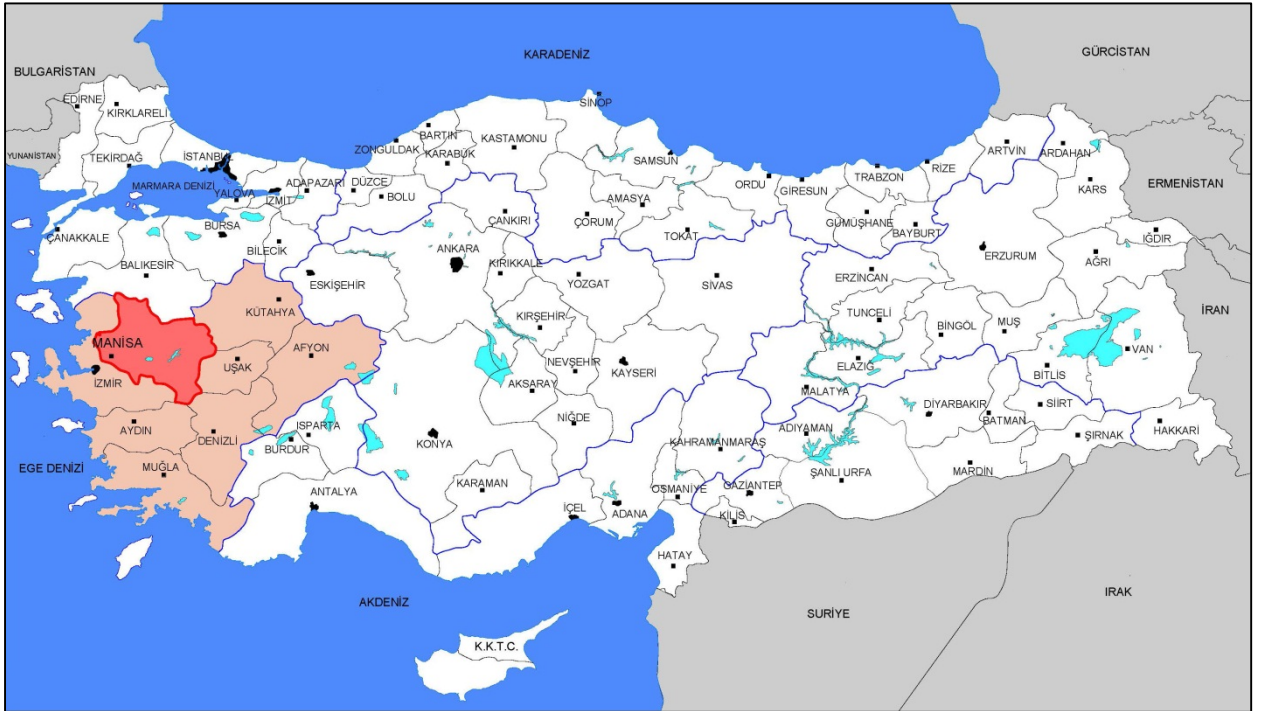 KARADENİZ
GÜRCİSTAN
BULGARİSTAN
EDİRNE
KIRKLARELİ
SİNOP
BARTIN
KASTAMONU
ZONGULDAK
KARABÜK
YUNANİSTAN
TEKİRDAĞ
İSTANBUL
SAMSUN
ARTVİN
ARDAHAN
TRABZON
RİZE
MARMARA DENİZİ
YALOVA
İZMİT
ADAPAZARI
DÜZCE
BOLU
ORDU
GİRESUN
KARS
ERMENİSTAN
AMASYA
ÇANKIRI
ÇORUM
GUMÜŞHANE
BAYBURT
ÇANAKKALE
BURSA
BİLECİK
TOKAT
IĞDIR
ANKARA
KIRIKKALE
ERZURUM
AĞRI
BALIKESİR
ESKİŞEHİR
YOZGAT
SİVAS
ERZİNCAN
KÜTAHYA
KIRŞEHİR
TUNCELİ
BİNGÖL
MUŞ
İRAN
MANİSA
UŞAK
AFYON
NEVŞEHİR
KAYSERİ
ELAZIĞ
VAN
İZMİR
AKSARAY
BİTLİS
MALATYA
DİYARBAKIR
SİİRT
BATMAN
AYDIN
DENİZLİ
ISPARTA
BURDUR
KONYA
NİĞDE
ADIYAMAN
HAKKARİ
ŞIRNAK
KAHRAMANMARAŞ
EGE DENİZİ
MUĞLA
ŞANLI URFA
MARDİN
ANTALYA
KARAMAN
OSMANİYE
GAZİANTEP
İÇEL
ADANA
KİLİS
HATAY
AKDENİZ
SURİYE
IRAK
K.K.T.C.